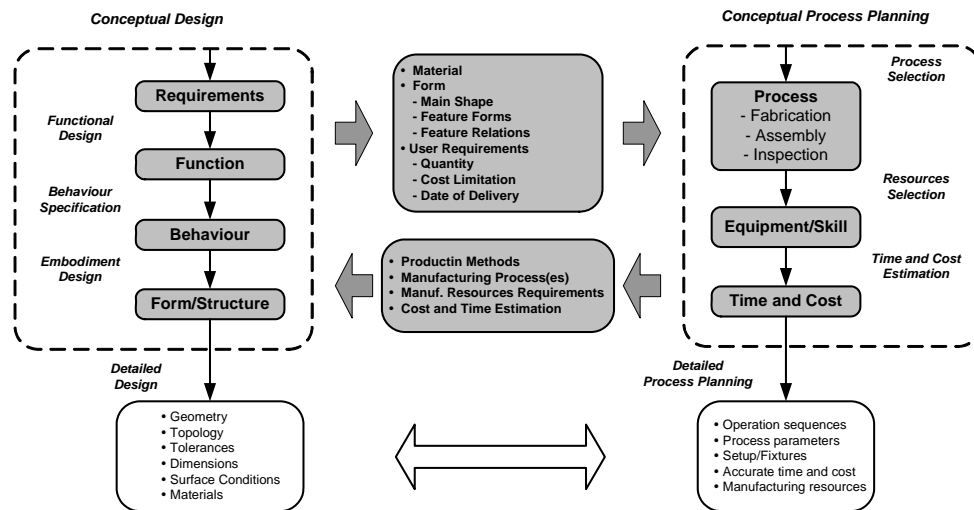 Conceptual Design
Requirements
Functional
Design
Function
Behaviour
Specification
Behaviour
Embodiment
Design
Form/Structure
Detailed
Design
• Geometry
• Topology
• Tolerances
• Dimensions
• Surface Conditions
• Materials
• Material
• Form
- Main Shape
- Feature Forms
- Feature Relations
• User Requirements
- Quantity
- Cost Limitation
- Date of Delivery
• Productin Methods
• Manufacturing Process(es)
• Manuf. Resources Requirements
• Cost and Time Estimation
Conceptual Process Planning
Process
Selection
Process
- Fabrication
- Assembly
- Inspection
Resources
Selection
Equipment/Skill
Time and Cost
Estimation
Time and Cost
Detailed
Process Planning
• Operation sequences
• Process parameters
• Setup/Fixtures
• Accurate time and cost
• Manufacturing resources